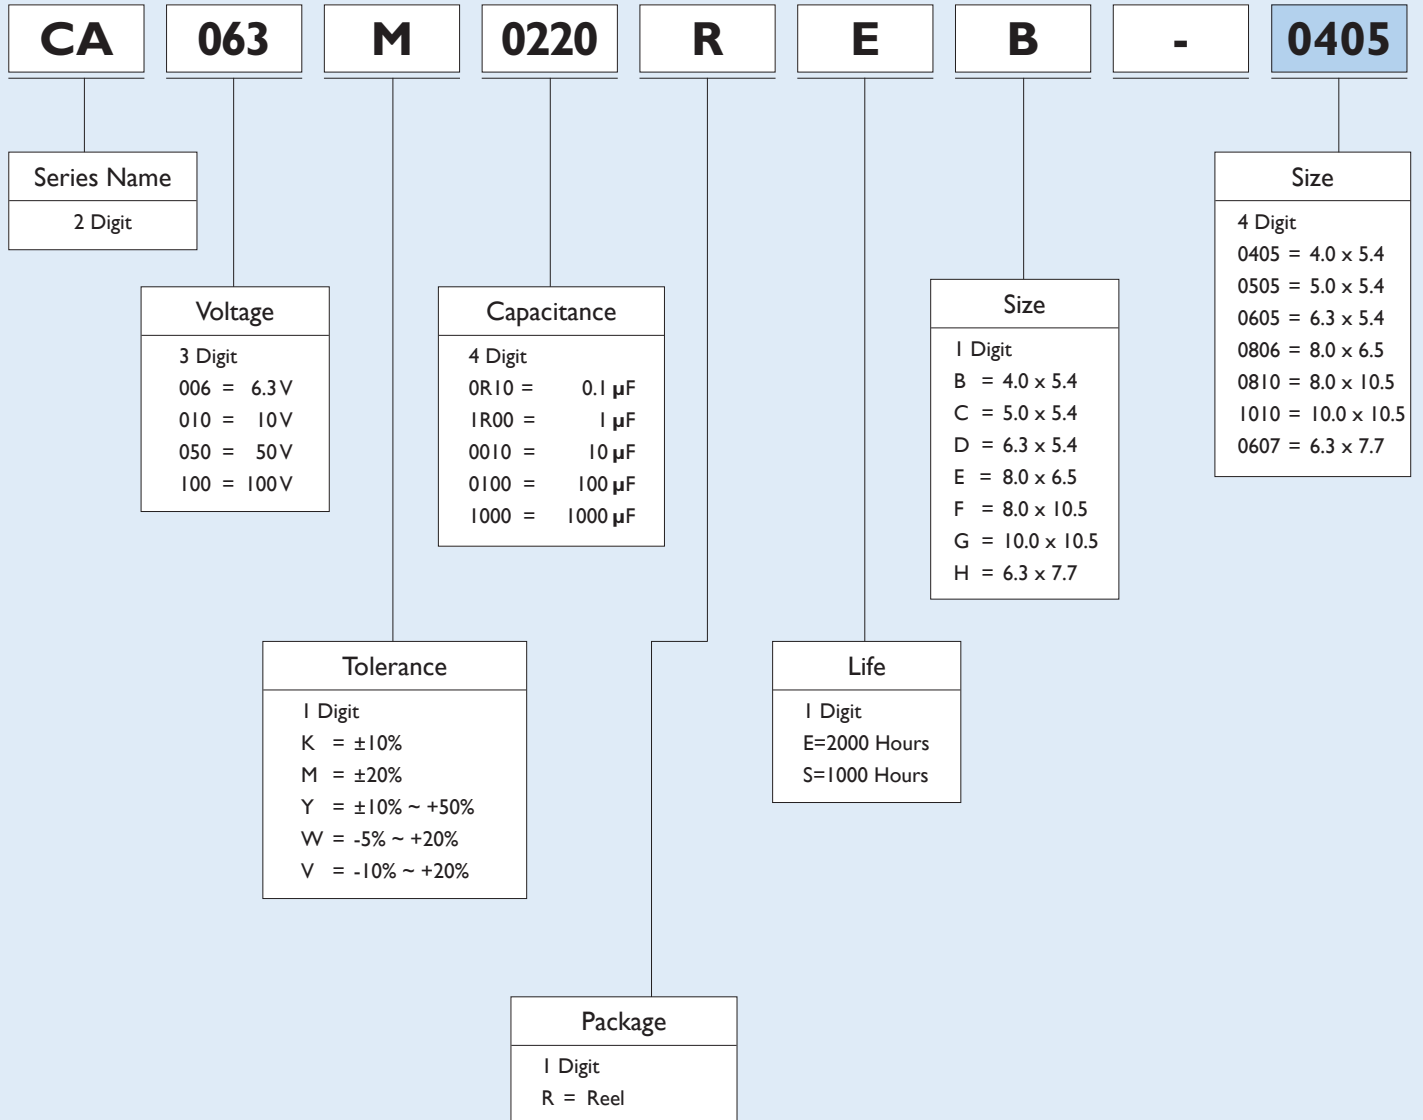 CA 063 M 0220 R E B - 0405
Series Name
2 Digit
Voltage
3 Digit
006 = 6.3V
010 = 10V
050 = 50V
100 = 100V
Tolerance
1 Digit
K = ±10%
M = ±20%
Y = ±10% ~ +50%
W = -5% ~ +20%
V = -10% ~ +20%
Capacitance
4 Digit
0R10 = 0.1 µF
1R00 = 1 µF
0010 = 10 µF
0100 = 100 µF
1000 = 1000 µF
Package
1 Digit
R = Reel
Life
1 Digit
E=2000 Hours
S=1000 Hours
Size
1 Digit
B = 4.0 x 5.4
C = 5.0 x 5.4
D = 6.3 x 5.4
E = 8.0 x 6.5
F = 8.0 x 10.5
G = 10.0 x 10.5
H = 6.3 x 7.7
Size
4 Digit
0405 = 4.0 x 5.4
0505 = 5.0 x 5.4
0605 = 6.3 x 5.4
0806 = 8.0 x 6.5
0810 = 8.0 x 10.5
1010 = 10.0 x 10.5
0607 = 6.3 x 7.7